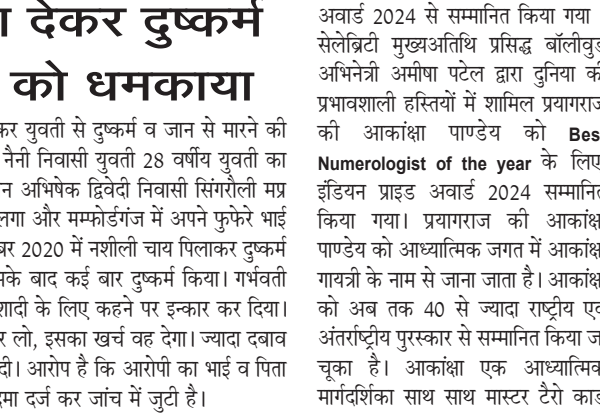 देकर दुष्कर्म
को धमकाया
युवती से दुष्कर्म व जान से मारने की
नैनी निवासी युवती 28 वर्षीय युवती का
अभिषेक द्विवेदी निवासी सिंगरौली मप्र
और मम्फोर्डगंज में अपने फुफेरे भाई
2020 में नशीली चाय पिलाकर दुष्कर्म
बाद कई बार दुष्कर्म किया। गर्भवती
शादी के लिए कहने पर इन्कार कर दिया।
लो, इसका खर्च वह देगा। ज्यादा दबाव
दी। आरोप है कि आरोपी का भाई व पिता
दर्ज कर जांच में जुटी है।
अवार्ड 2024 से सम्मानित किया गया
सेलेब्रिटी मुख्यअतिथि प्रसिद्ध बॉलीवुड
अभिनेत्री अमीषा पटेल द्वारा दुनिया की
प्रभावशाली हस्तियों में शामिल प्रयागराज
की आकांक्षा पाण्डेय को Bes
Numerologist of the year के लिए
इंडियन प्राइड अवार्ड 2024 सम्मानित
किया गया। प्रयागराज की आकांक्षा
पाण्डेय को आध्यात्मिक जगत में आकांक्षा
गायत्री के नाम से जाना जाता है। आकांक्षा
को अब तक 40 से ज्यादा राष्ट्रीय एवं
अंतर्राष्ट्रीय पुरस्कार से सम्मानित किया जा
चूका है। आकांक्षा एक आध्यात्मिक
मार्गदर्शिका साथ साथ मास्टर टैरो कार्ड